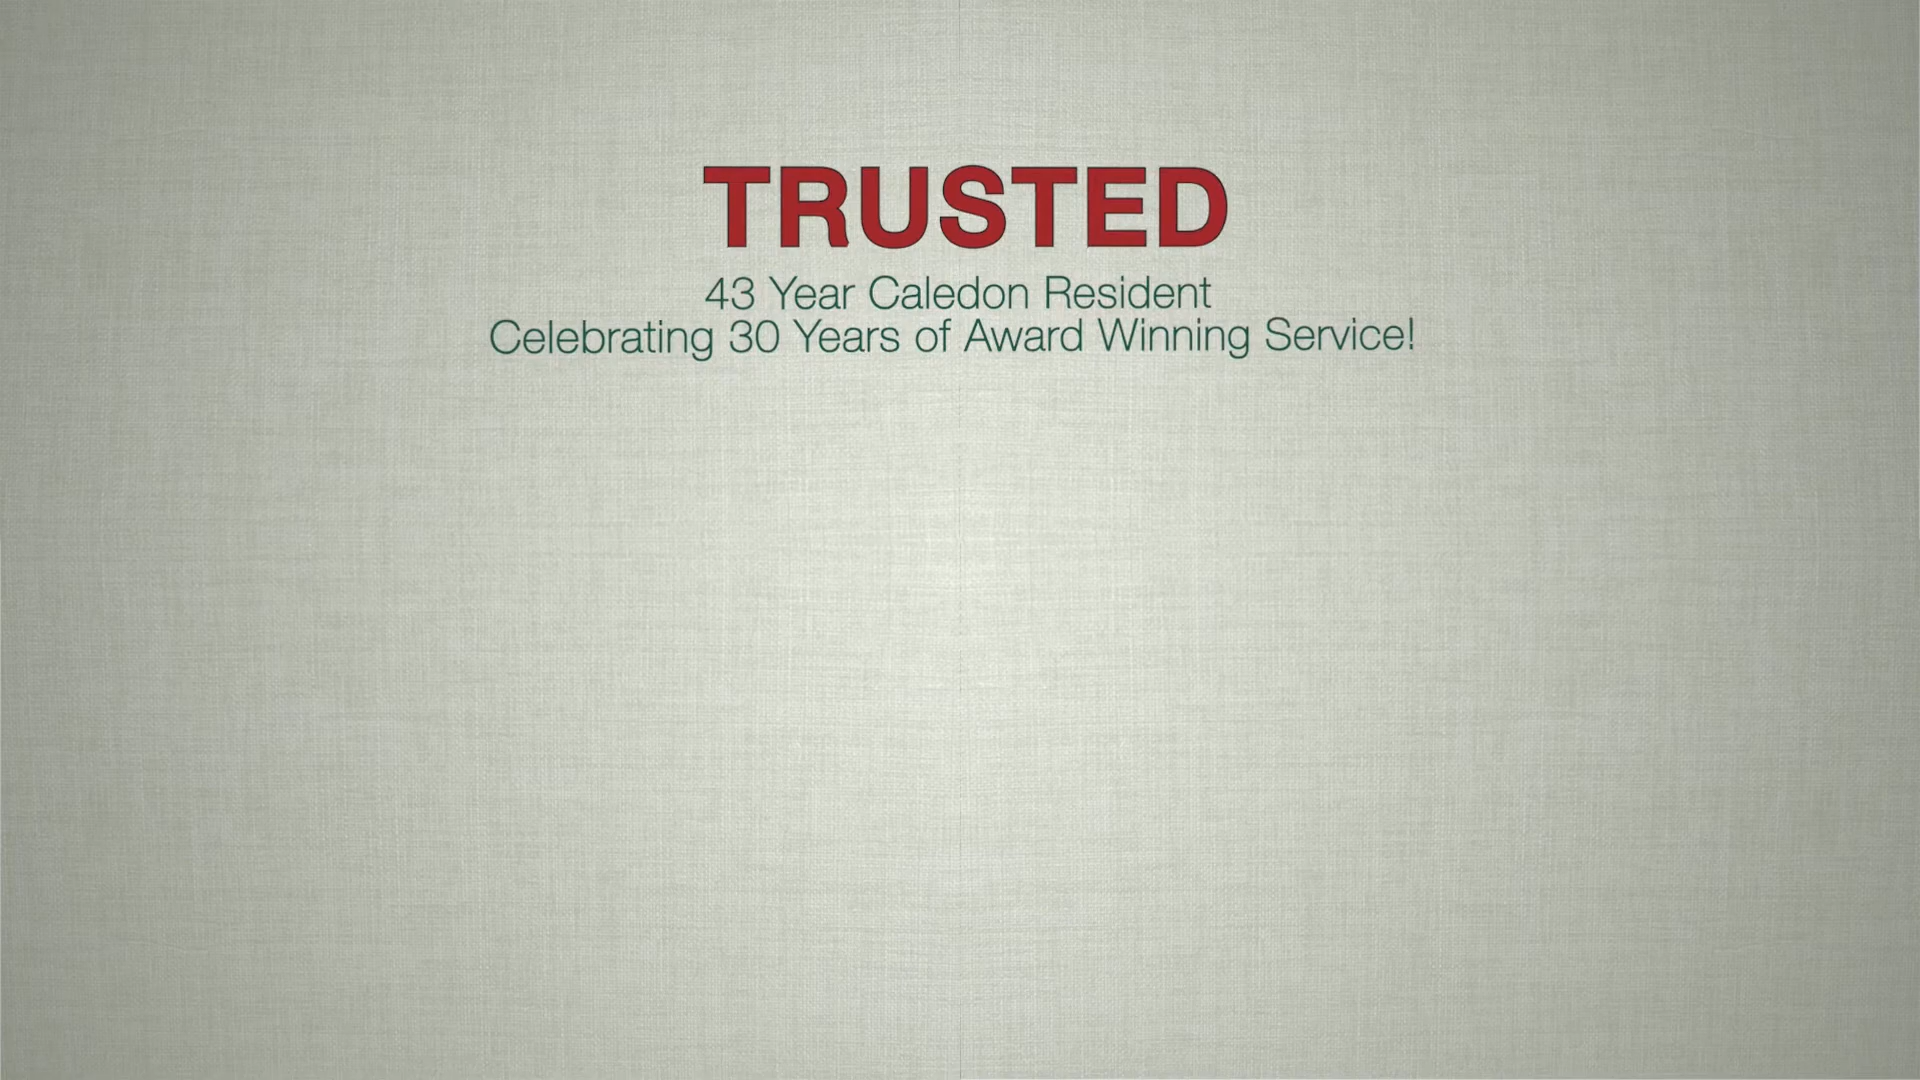 TRUSTED
43 Year Caledon Resident
Celebrating 30 Years of Award Winning Service!